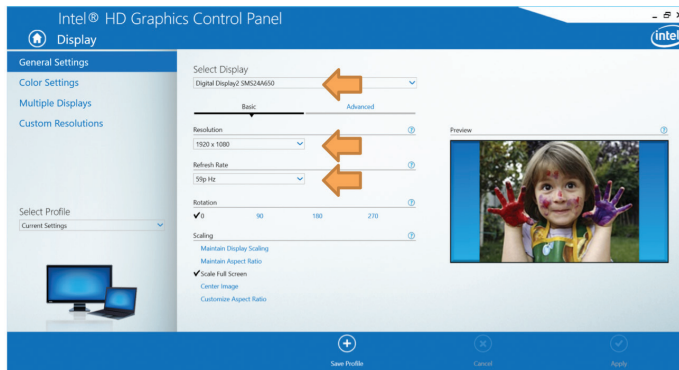 Intel® HD Graphics Control Panel
Display
intel
General Settings
Color Settings
Multiple Displays
Custom Resolutions
Select Profile
Current Settings
Select Display
Digital Display2 SMS24A650
Basic
Advanced
Resolution
?
1920 x 1080
Refresh Rate
?
59p Hz
Rotation
?
✔0 90 180 270
Scaling
?
Maintain Display Scaling
Maintain Aspect Ratio
✔Scale Full Screen
Center Image
Customize Aspect Ratio
Preview
?
Save Profile
Cancel
Apply